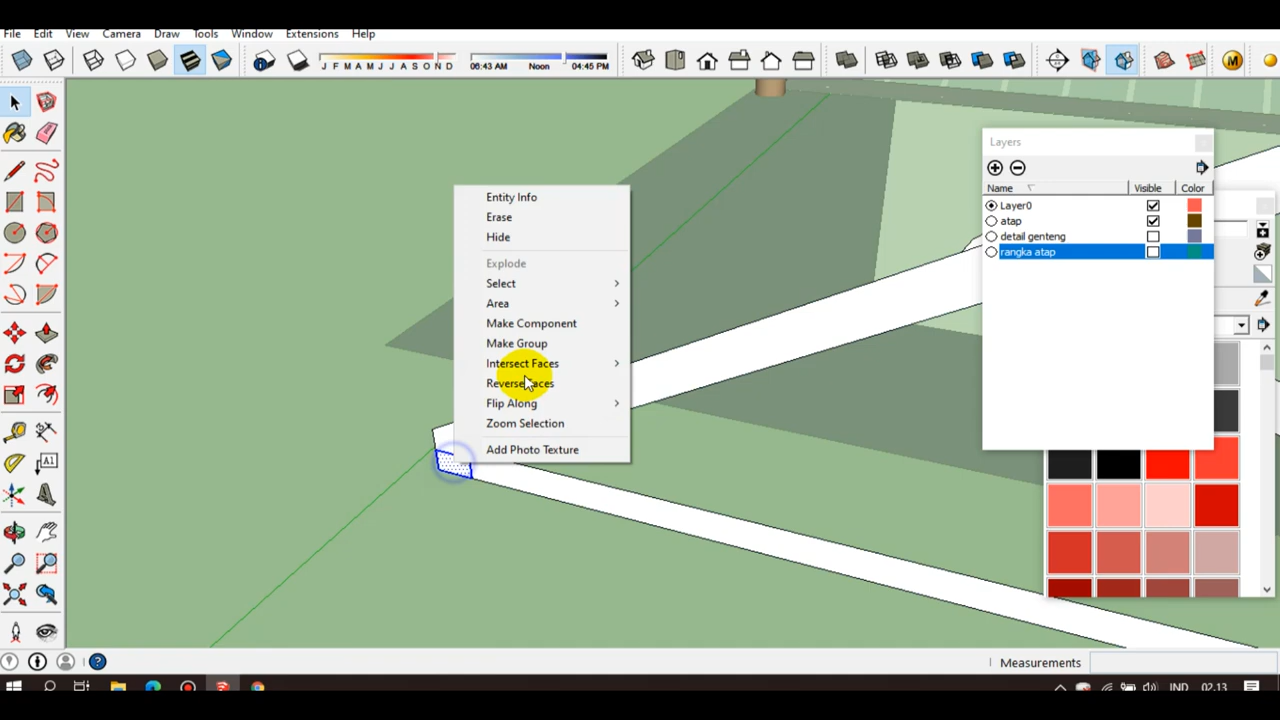 File Edit View Camera Draw Tools Window Extensions Help
J F M A M J J A S O N D
06:43 AM Noon 04:45 PM
M
Layers
Name Visible Color
Layer0
atap
detail genteng
rangka atap
Entity Info
Erase
Hide
Explode
Select
Area
Make Component
Make Group
Intersect Faces
Reverse Faces
Flip Along
Zoom Selection
Add Photo Texture
A1
Measurements
IND 02.13